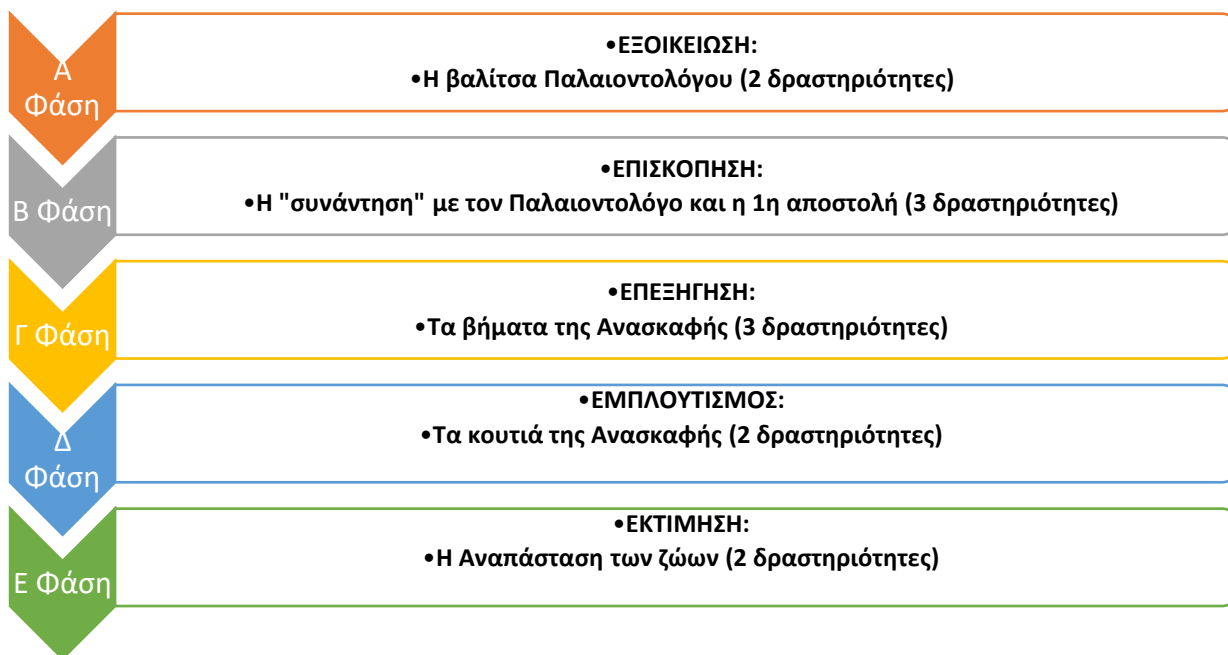 Α
Φάση
•ΕΞΟΙΚΕΙΩΣΗ:
•Η βαλίτσα Παλαιοντολόγου (2 δραστηριότητες)
Β Φάση
•ΕΠΙΣΚΟΠΗΣΗ:
•Η "συνάντηση" με τον Παλαιοντολόγο και η 1η αποστολή (3 δραστηριότητες)
Γ Φάση
•ΕΠΕΞΗΓΗΣΗ:
•Τα βήματα της Ανασκαφής (3 δραστηριότητες)
Δ
Φάση
•ΕΜΠΛΟΥΤΙΣΜΟΣ:
•Τα κουτιά της Ανασκαφής (2 δραστηριότητες)
Ε Φάση
•ΕΚΤΙΜΗΣΗ:
•Η Αναπάσταση των ζώων (2 δραστηριότητες)